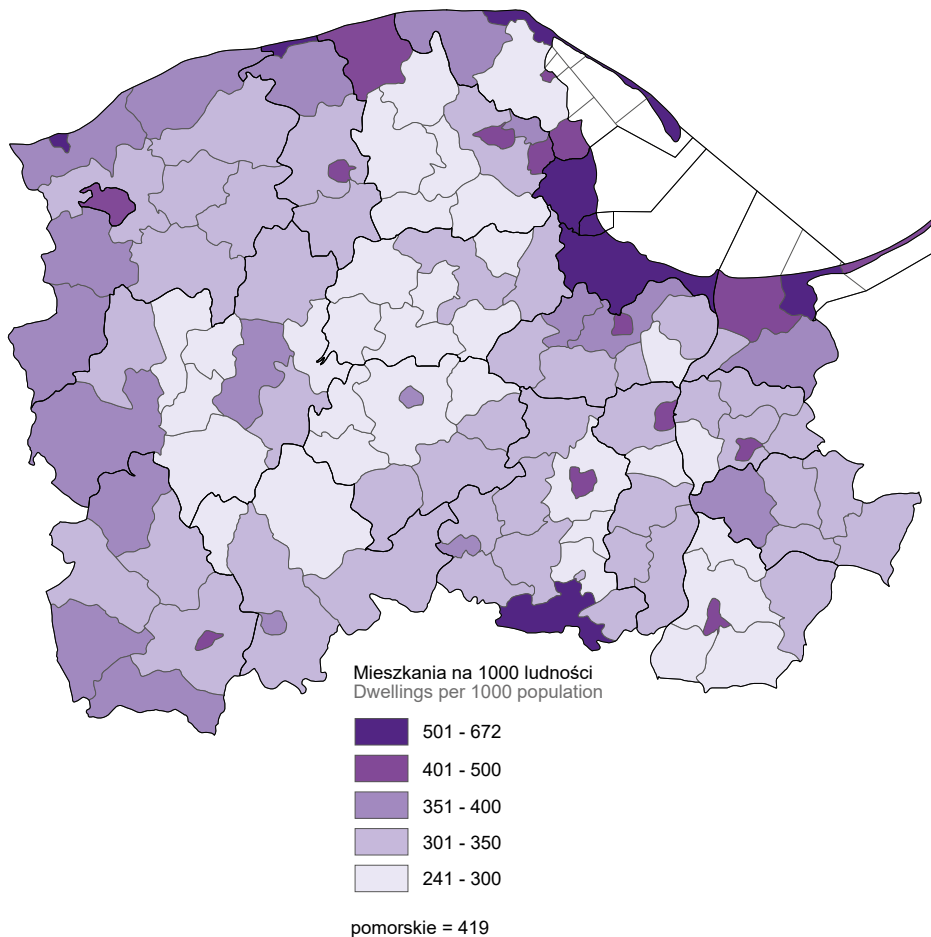 Mieszkania na 1000 ludności
Dwellings per 1000 population
501 - 672
401 - 500
351 - 400
301 - 350
241 - 300
pomorskie = 419